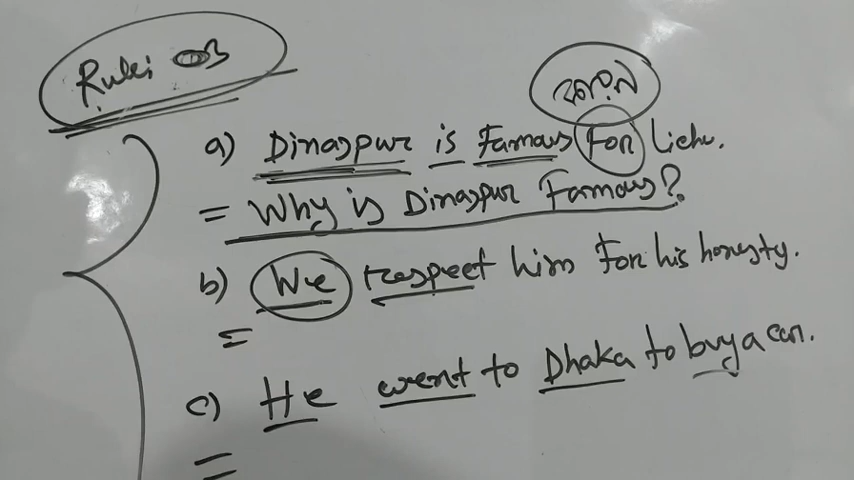 Rule: 03
কারণ
a) Dinajpur is Famous For Lichu.
= Why is Dinajpur Famous?
b) We respect him For his honesty.
=
c) He went to Dhaka to buy a car.
=